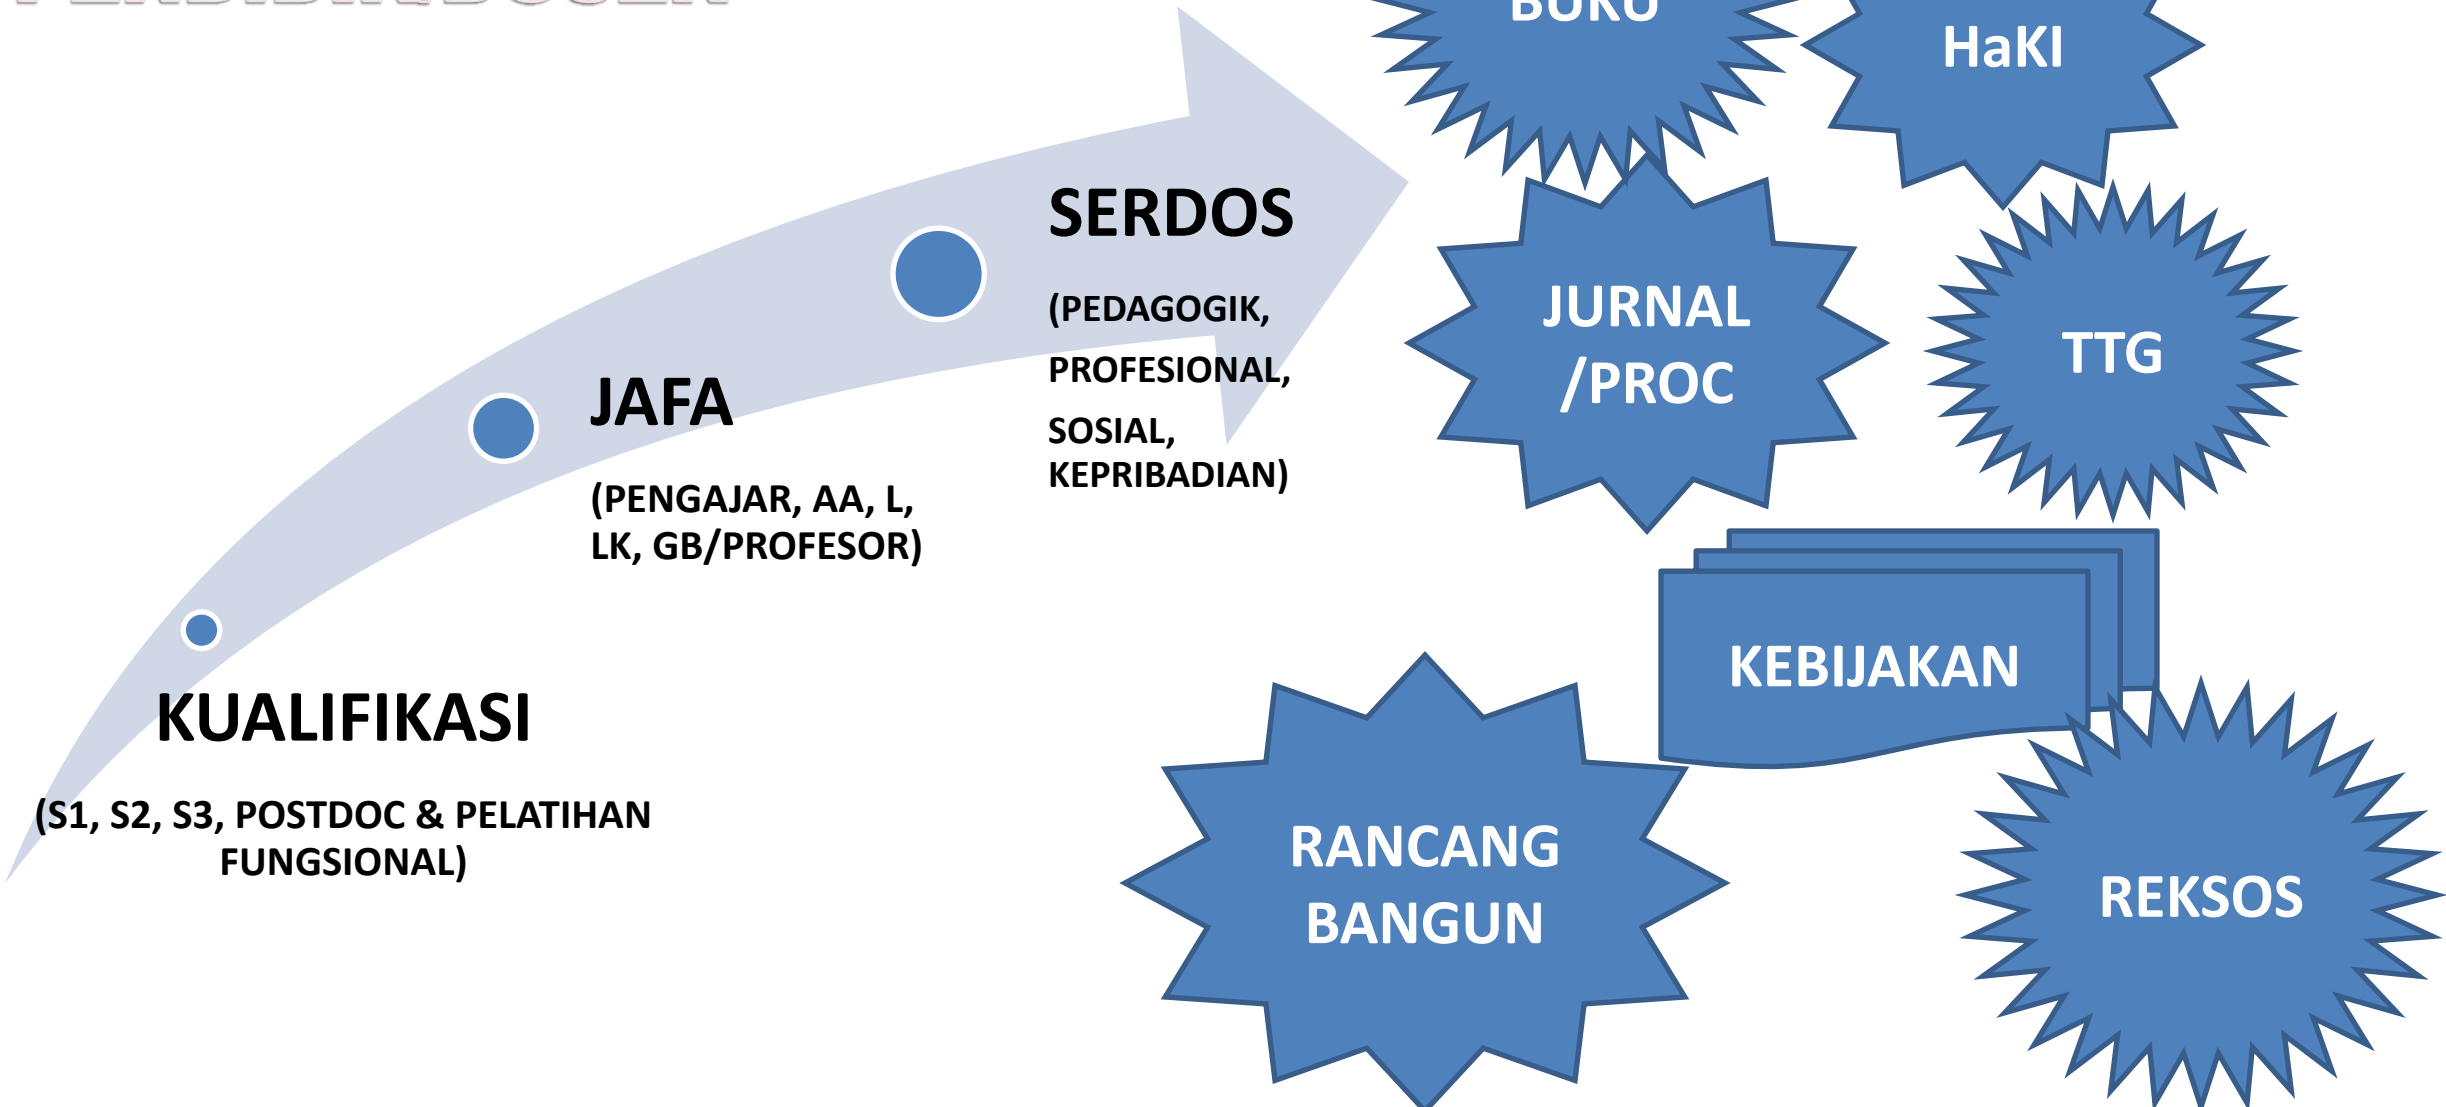 BUKU
HaKI
SERDOS
(PEDAGOGIK,
PROFESIONAL,
SOSIAL,
KEPRIBADIAN)
JAFA
(PENGAJAR, AA, L,
LK, GB/PROFESOR)
KUALIFIKASI
(S1, S2, S3, POSTDOC & PELATIHAN
FUNGSIONAL)
JURNAL
/PROC
TTG
KEBIJAKAN
RANCANG
BANGUN
REKSOS